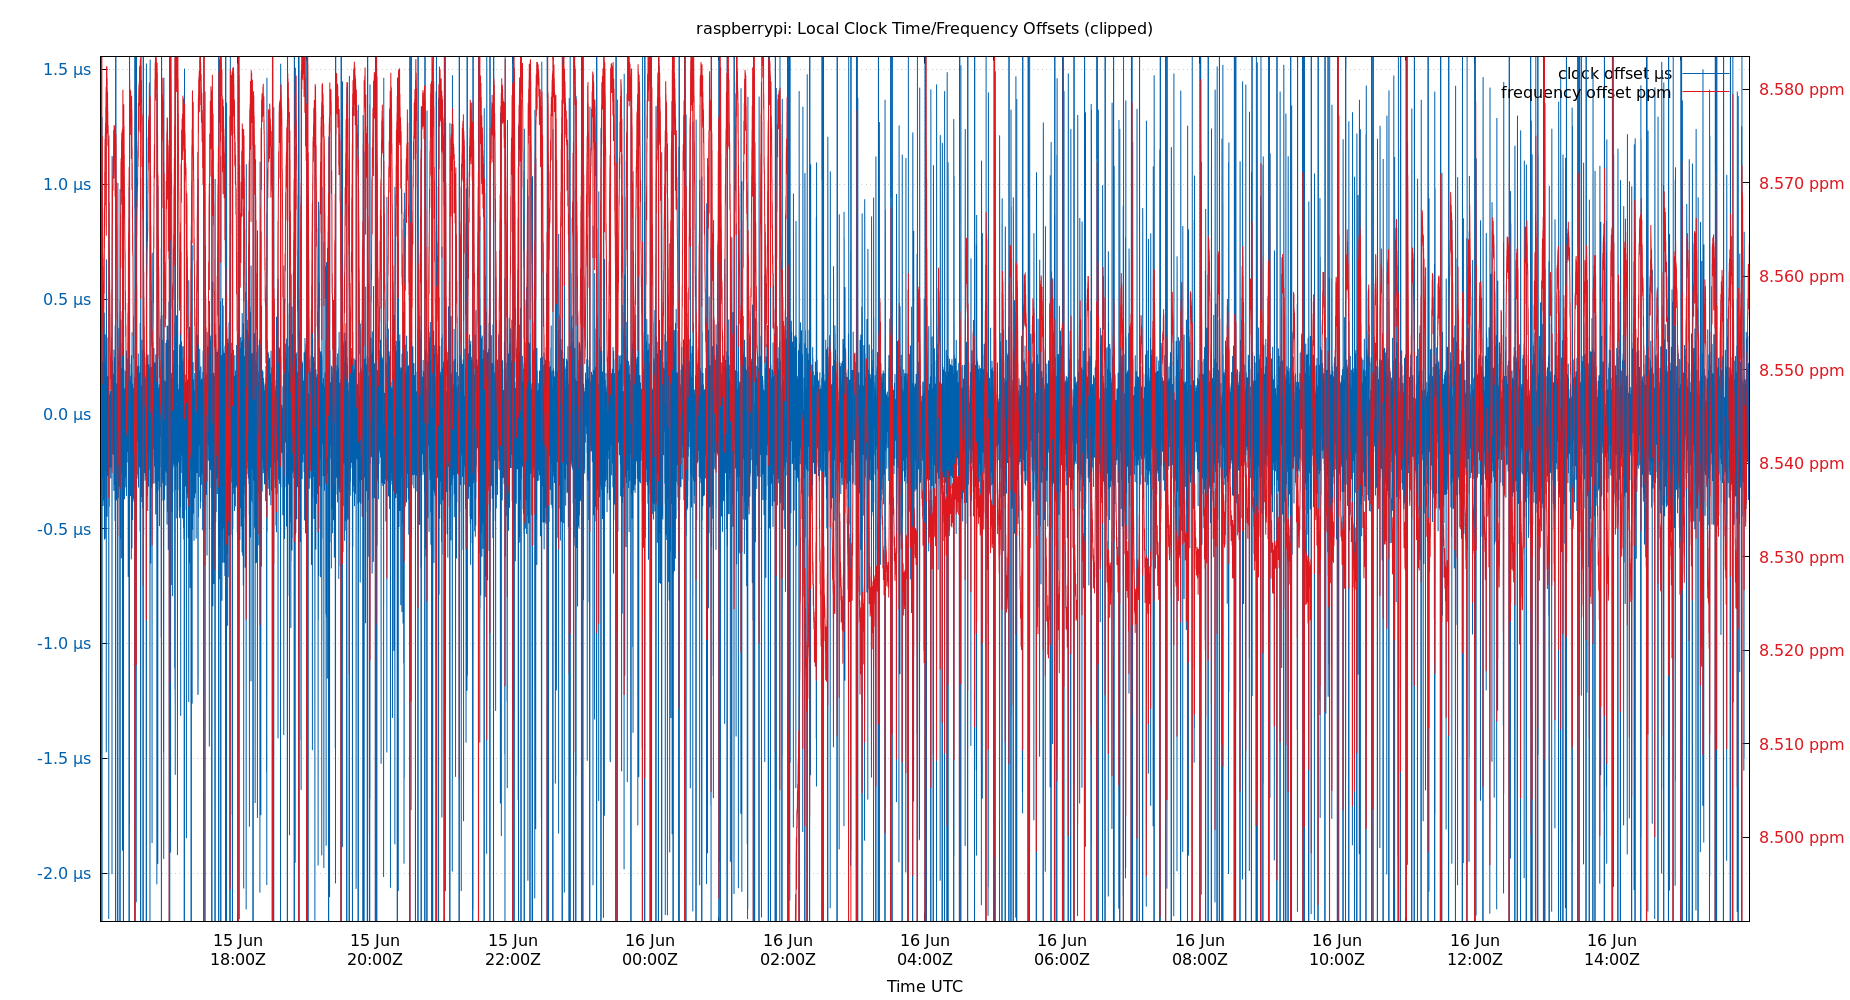 raspberrypi: Local Clock Time/Frequency Offsets (clipped)
clock offset µs
frequency offset ppm
1.5 µs
1.0 µs
0.5 µs
0.0 µs
-0.5 µs
-1.0 µs
-1.5 µs
-2.0 µs
8.580 ppm
8.570 ppm
8.560 ppm
8.550 ppm
8.540 ppm
8.530 ppm
8.520 ppm
8.510 ppm
8.500 ppm
15 Jun 15 Jun 15 Jun 16 Jun 16 Jun 16 Jun 16 Jun 16 Jun 16 Jun 16 Jun 16 Jun
18:00Z 20:00Z 22:00Z 00:00Z 02:00Z 04:00Z 06:00Z 08:00Z 10:00Z 12:00Z 14:00Z
Time UTC